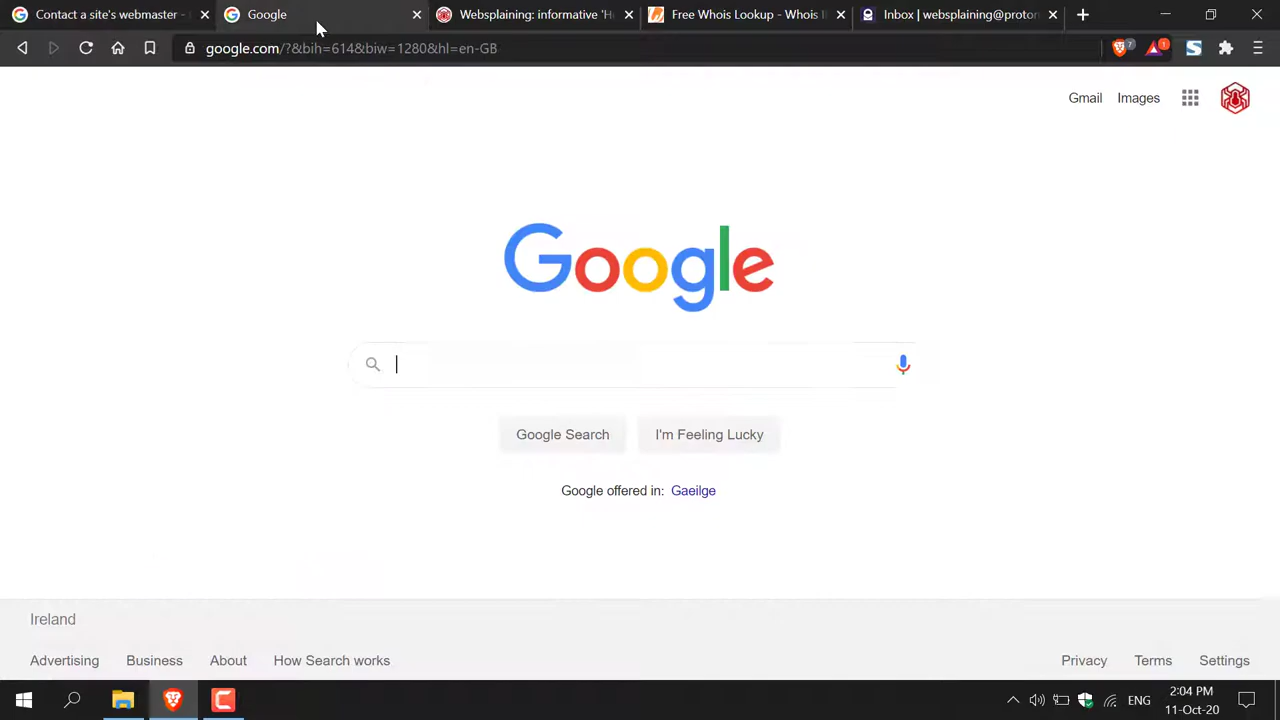 Contact a site's webmaster -
Google
Websplaining: informative 'H
Free Whois Lookup - Whois I
Inbox | websplaining@proton
google.com/?&bih=614&biw=1280&hl=en-GB
7
1
Gmail Images
Google
Google Search I'm Feeling Lucky
Google offered in: Gaeilge
Ireland
Advertising Business About How Search works Privacy Terms Settings
ENG
2:04 PM
11-Oct-20